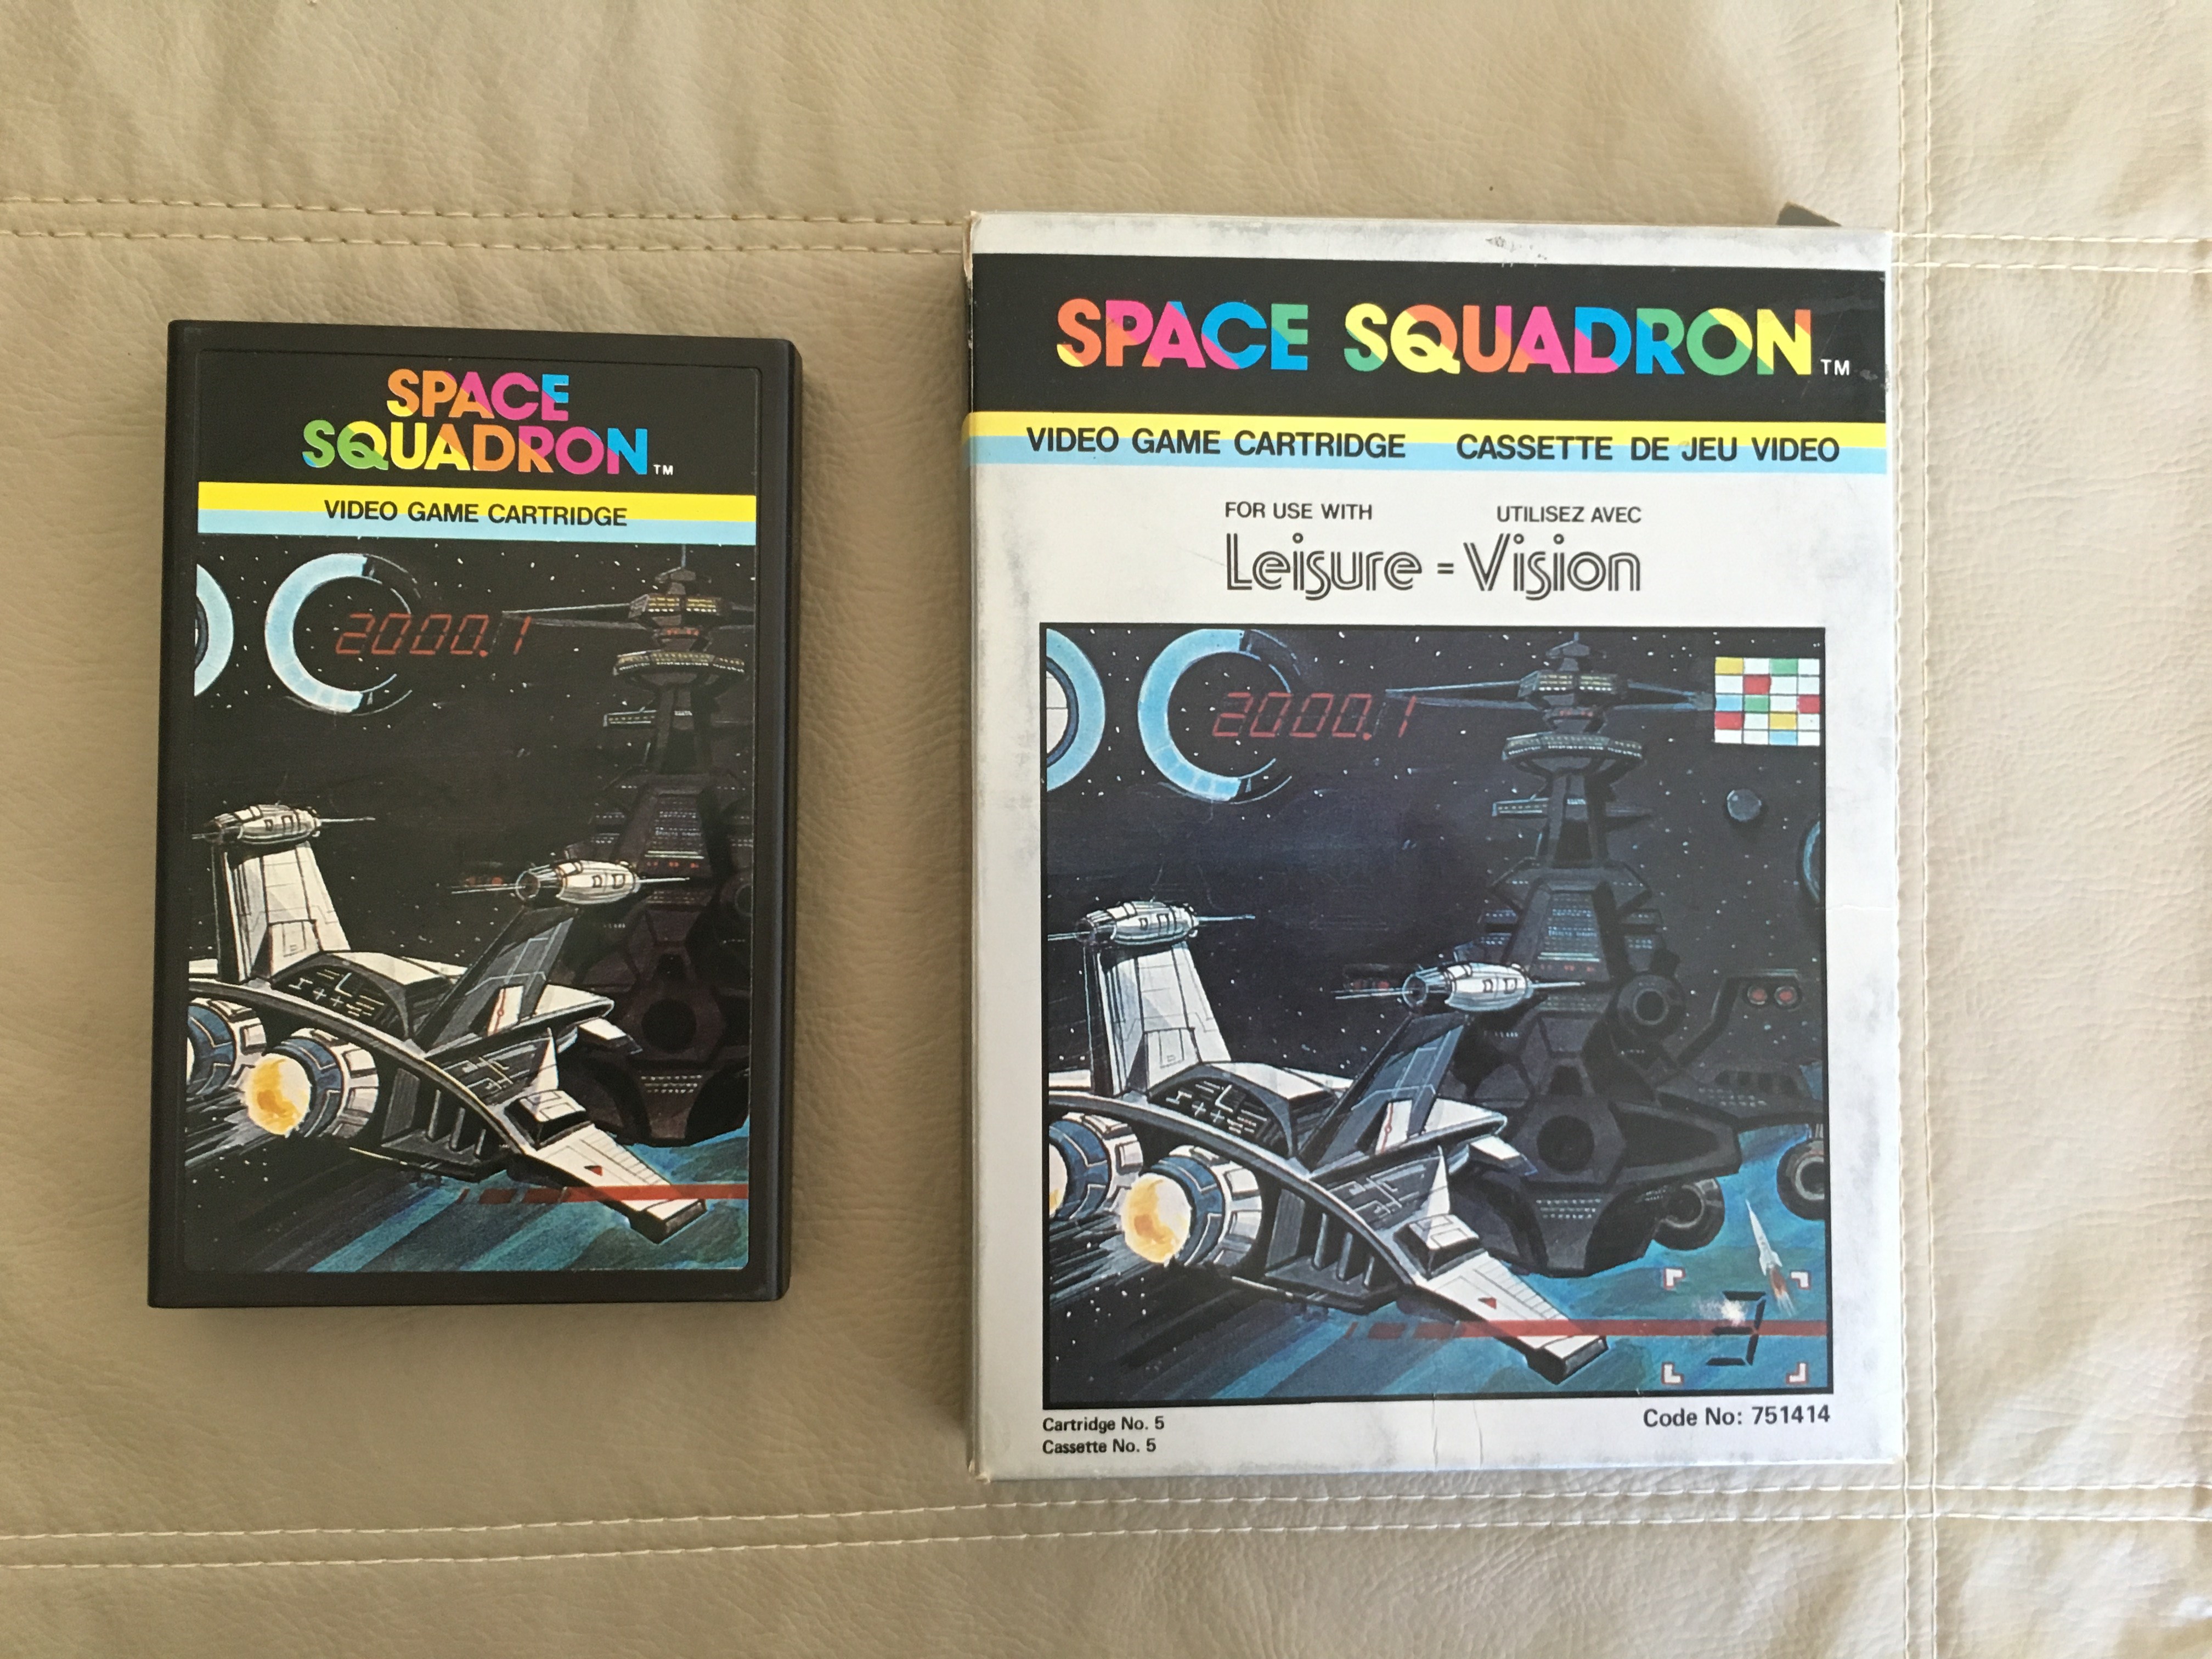 SPACE
SQUADRON™
VIDEO GAME CARTRIDGE
2000.1
SPACE SQUADRON™
VIDEO GAME CARTRIDGE CASSETTE DE JEU VIDEO
FOR USE WITH UTILISEZ AVEC
Leisure-Vision
2000.1
3
Cartridge No. 5
Cassette No. 5
Code No: 751414